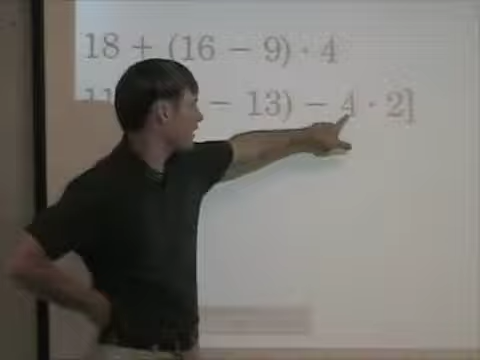 18 + (16 − 9) · 4
11 − 13) − 4 · 2]